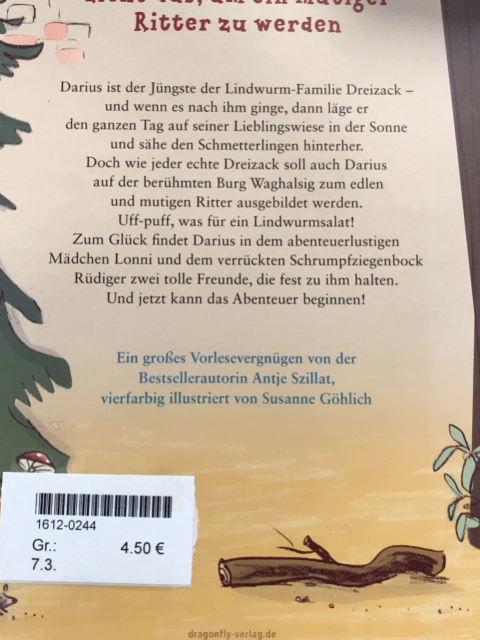 nicht aus, um ein mutiger
Ritter zu werden
Darius ist der Jüngste der Lindwurm-Familie Dreizack –
und wenn es nach ihm ginge, dann läge er
den ganzen Tag auf seiner Lieblingswiese in der Sonne
und sähe den Schmetterlingen hinterher.
Doch wie jeder echte Dreizack soll auch Darius
auf der berühmten Burg Waghalsig zum edlen
und mutigen Ritter ausgebildet werden.
Uff-puff, was für ein Lindwurmsalat!
Zum Glück findet Darius in dem abenteuerlustigen
Mädchen Lonni und dem verrückten Schrumpfziegenbock
Rüdiger zwei tolle Freunde, die fest zu ihm halten.
Und jetzt kann das Abenteuer beginnen!
Ein großes Vorlesevergnügen von der
Bestsellerautorin Antje Szillat,
vierfarbig illustriert von Susanne Göhlich
1612-0244
Gr.: 4.50 €
7.3.
dragonfly-verlag.de